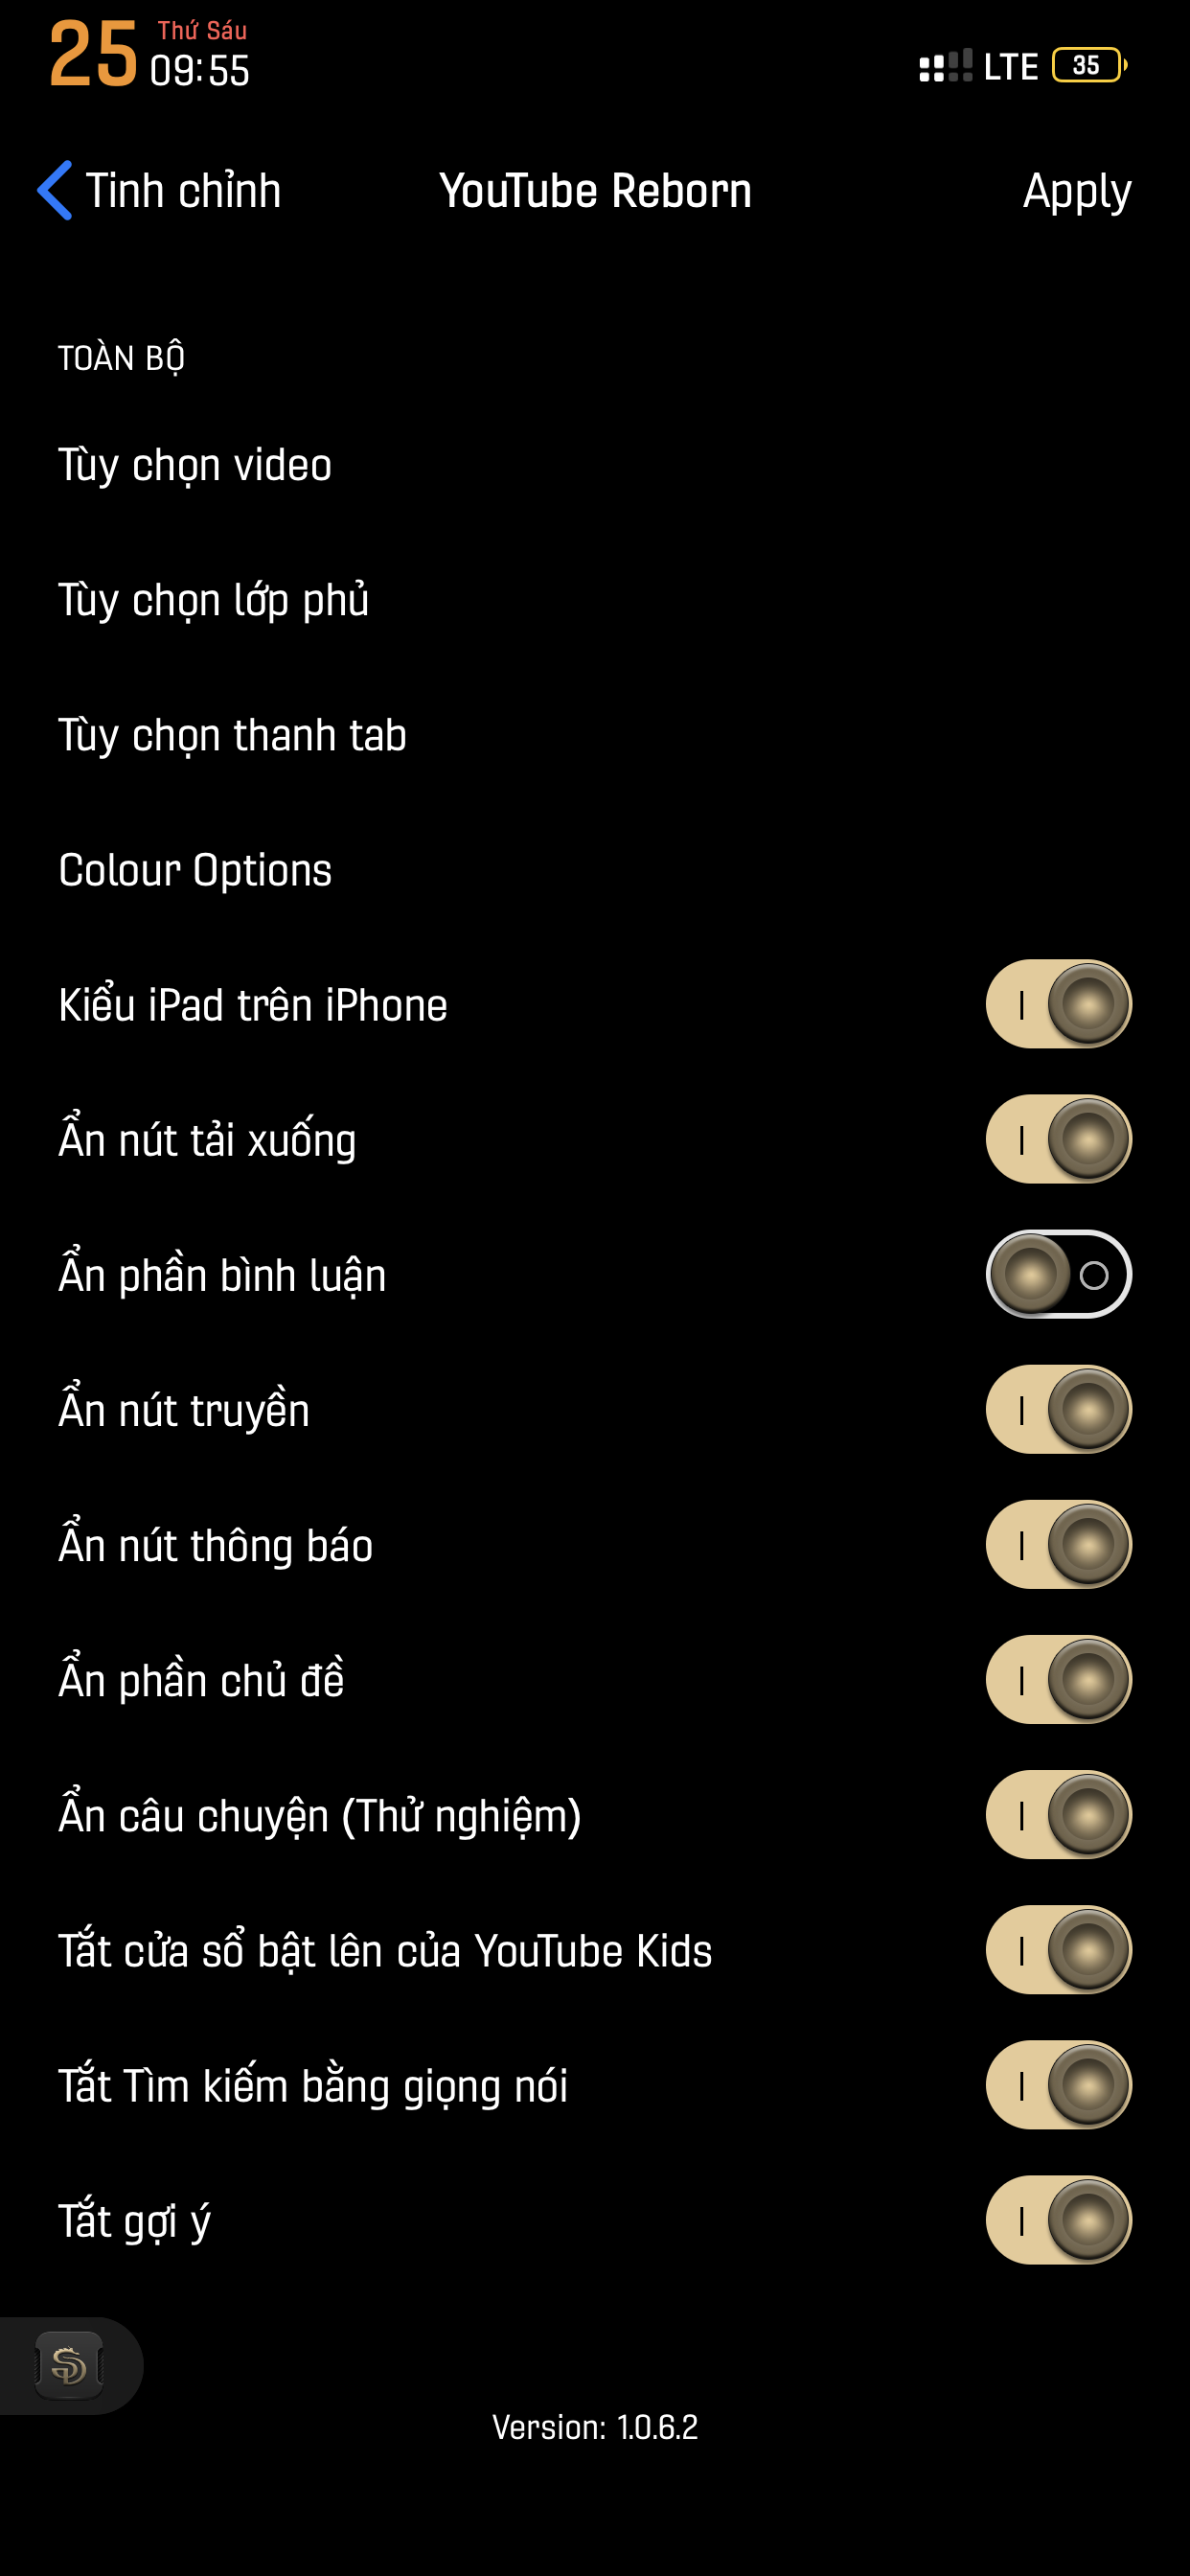 25 Thứ Sáu
09:55
LTE 35
Tinh chỉnh YouTube Reborn Apply
TOÀN BỘ
Tùy chọn video
Tùy chọn lớp phủ
Tùy chọn thanh tab
Colour Options
Kiểu iPad trên iPhone
Ẩn nút tải xuống
Ẩn phần bình luận
Ẩn nút truyền
Ẩn nút thông báo
Ẩn phần chủ đề
Ẩn câu chuyện (Thử nghiệm)
Tắt cửa sổ bật lên của YouTube Kids
Tắt Tìm kiếm bằng giọng nói
Tắt gợi ý
Version: 1.0.6.2